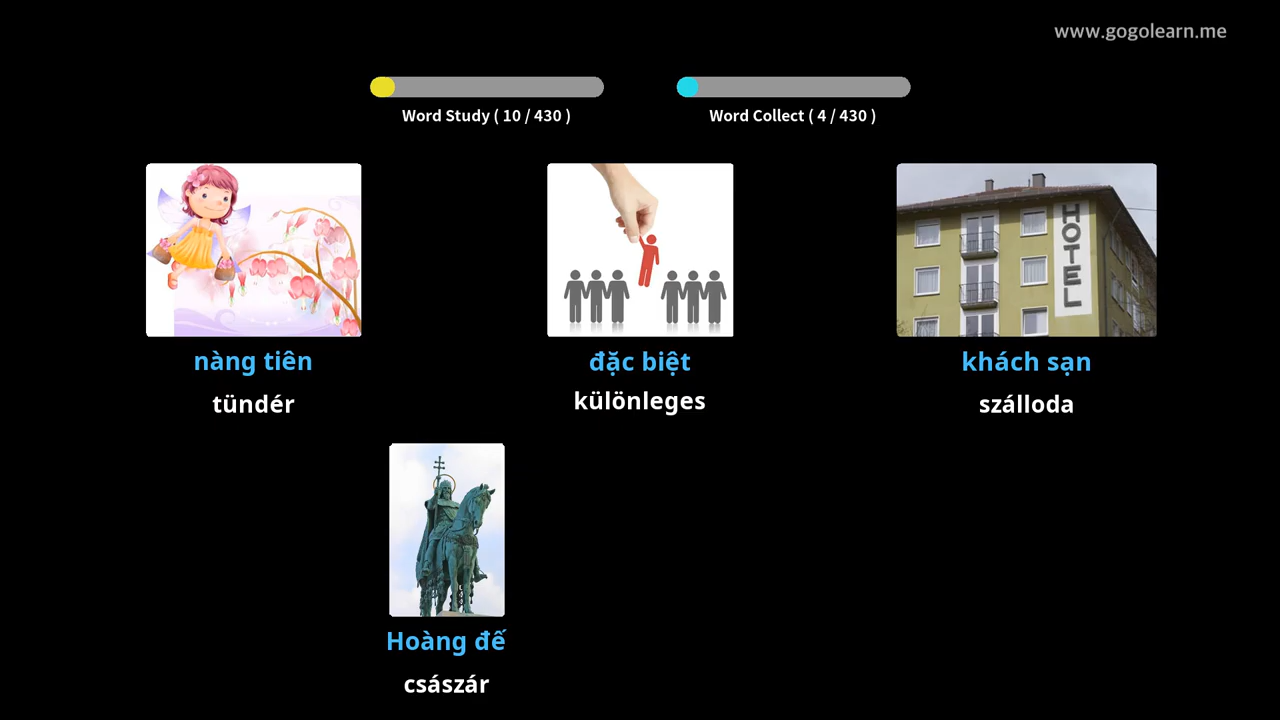 www.gogolearn.me
Word Study ( 10 / 430 )
Word Collect ( 4 / 430 )
HOTEL
nàng tiên
đặc biệt
khách sạn
tündér
különleges
szálloda
Hoàng đế
császár